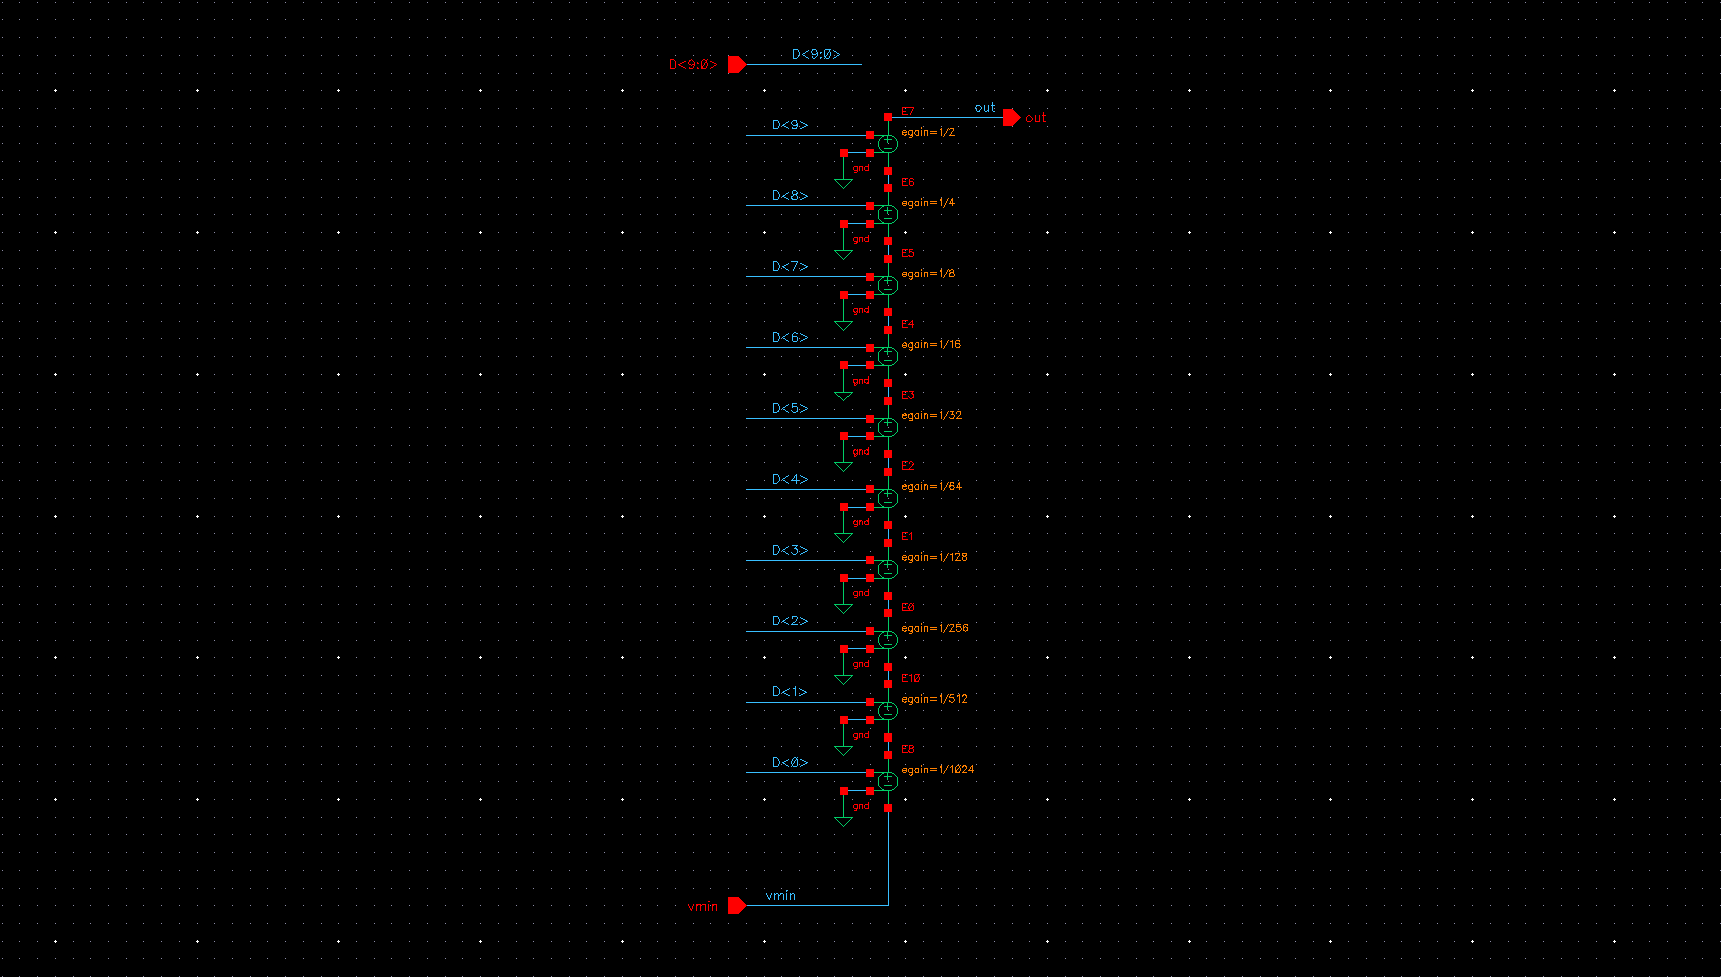 D<9:0>
D<9:0>
out
out
E7
egain=1/2
D<9>
gnd
E6
egain=1/4
D<8>
gnd
E5
egain=1/8
D<7>
gnd
E4
egain=1/16
D<6>
gnd
E3
egain=1/32
D<5>
gnd
E2
egain=1/64
D<4>
gnd
E1
egain=1/128
D<3>
gnd
E0
egain=1/256
D<2>
gnd
E10
egain=1/512
D<1>
gnd
E8
egain=1/1024
D<0>
gnd
vmin
vmin